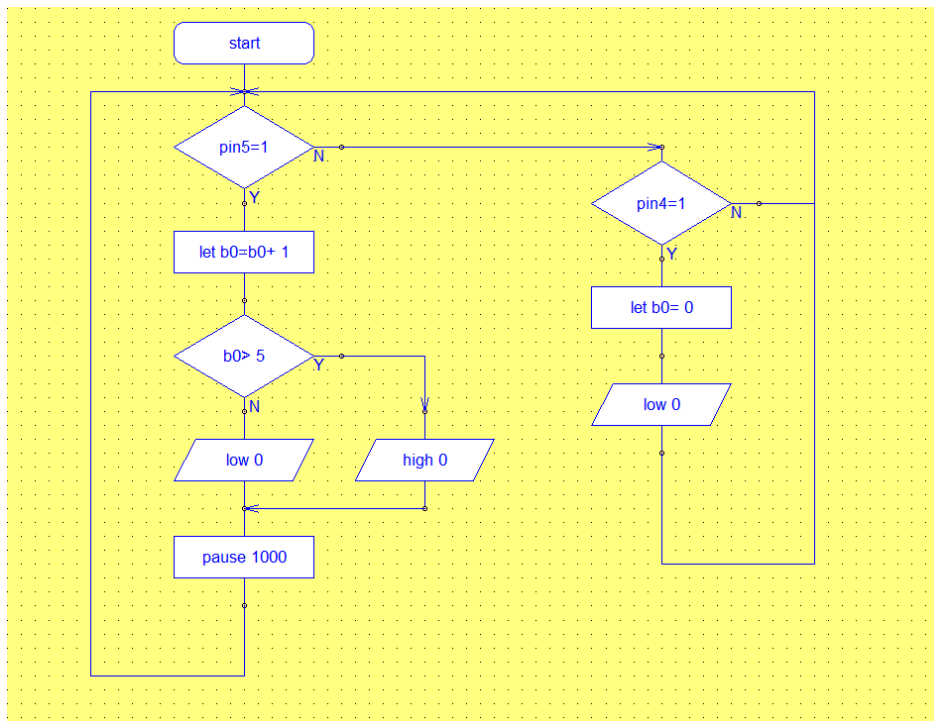 start
pin5=1
N
Y
pin4=1
N
Y
let b0=b0+ 1
let b0= 0
b0> 5
Y
N
low 0
low 0
high 0
pause 1000